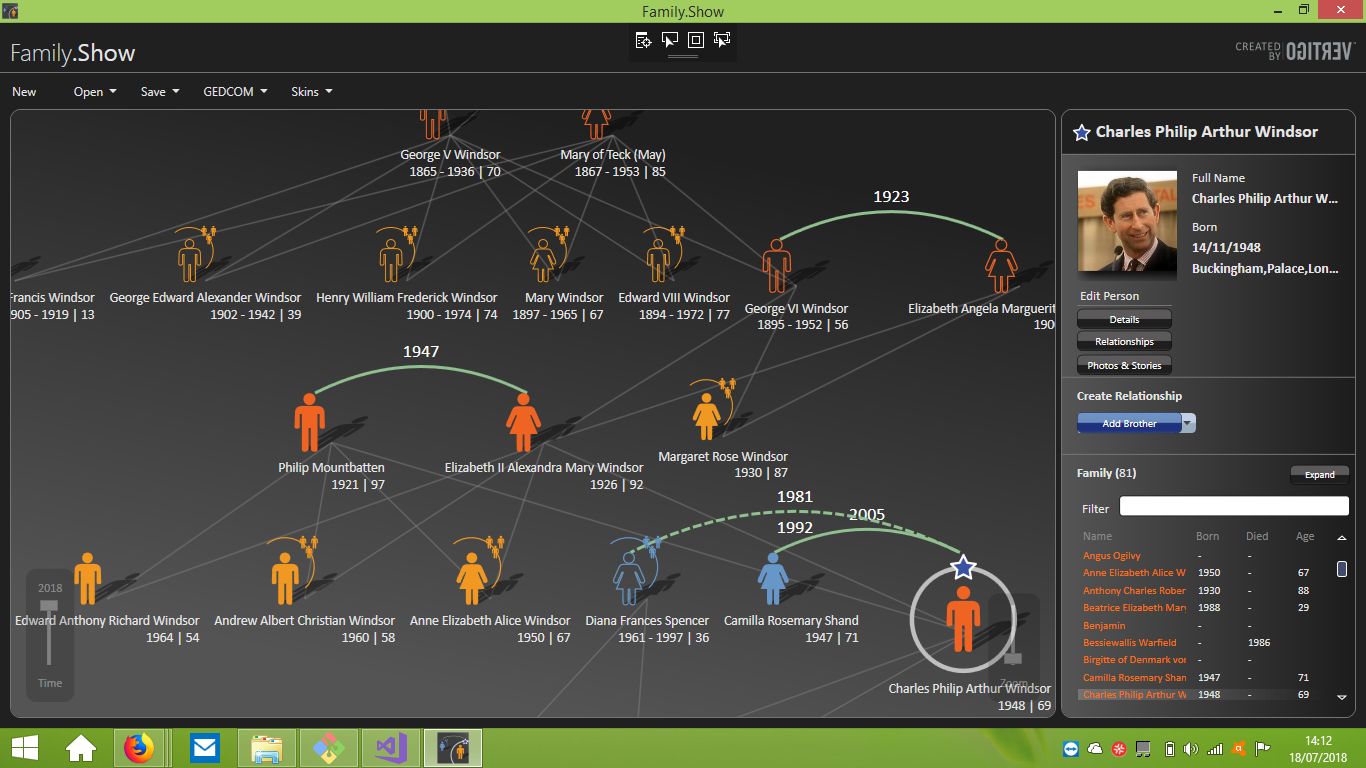 Family.Show
Family.Show
CREATED BY VERTIGO
New
Open
Save
GEDCOM
Skins
George V Windsor
1865 - 1936 | 70
Mary of Teck (May)
1867 - 1953 | 85
1923
Francis Windsor
905 - 1919 | 13
George Edward Alexander Windsor
1902 - 1942 | 39
Henry William Frederick Windsor
1900 - 1974 | 74
Mary Windsor
1897 - 1965 | 67
Edward VIII Windsor
1894 - 1972 | 77
George VI Windsor
1895 - 1952 | 56
Elizabeth Angela Marguerit
190
1947
Philip Mountbatten
1921 | 97
Elizabeth II Alexandra Mary Windsor
1926 | 92
Margaret Rose Windsor
1930 | 87
1981
1992
2005
Edward Anthony Richard Windsor
1964 | 54
Andrew Albert Christian Windsor
1960 | 58
Anne Elizabeth Alice Windsor
1950 | 67
Diana Frances Spencer
1961 - 1997 | 36
Camilla Rosemary Shand
1947 | 71
Charles Philip Arthur Windsor
1948 | 69
2018
Time
Zoom
Charles Philip Arthur Windsor
Full Name
Charles Philip Arthur W...
Born
14/11/1948
Buckingham,Palace,Lon...
Edit Person
Details
Relationships
Photos & Stories
Create Relationship
Add Brother
Family (81)
Expand
Filter
Name Born Died Age
Angus Ogilvy - -
Anne Elizabeth Alice W 1950 - 67
Anthony Charles Rober 1930 - 88
Beatrice Elizabeth Mary 1988 - 29
Benjamin - -
Bessiewallis Warfield - 1986
Birgitte of Denmark von - -
Camilla Rosemary Shan 1947 - 71
Charles Philip Arthur W 1948 - 69
14:12
18/07/2018